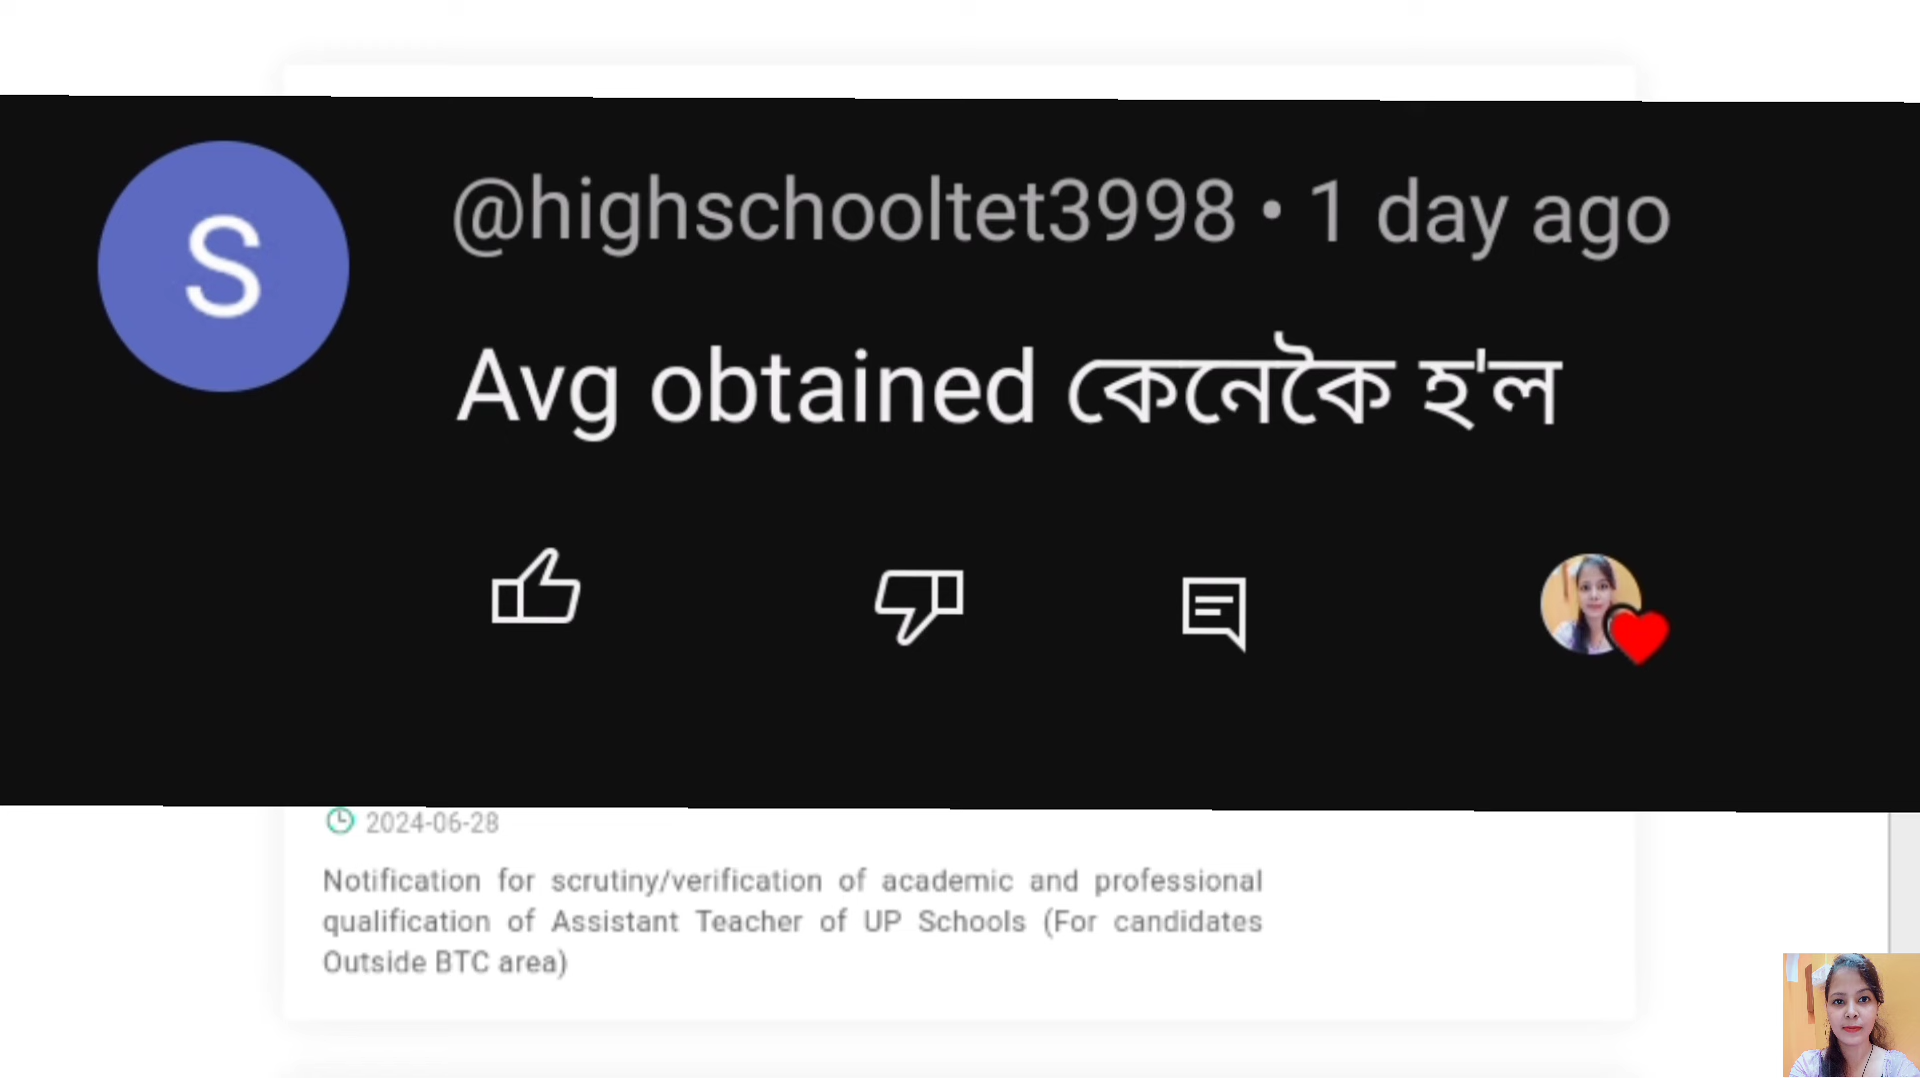 S
@highschooltet3998 • 1 day ago
Avg obtained কেনেকৈ হ'ল
2024-06-28
Notification for scrutiny/verification of academic and professional
qualification of Assistant Teacher of UP Schools (For candidates
Outside BTC area)